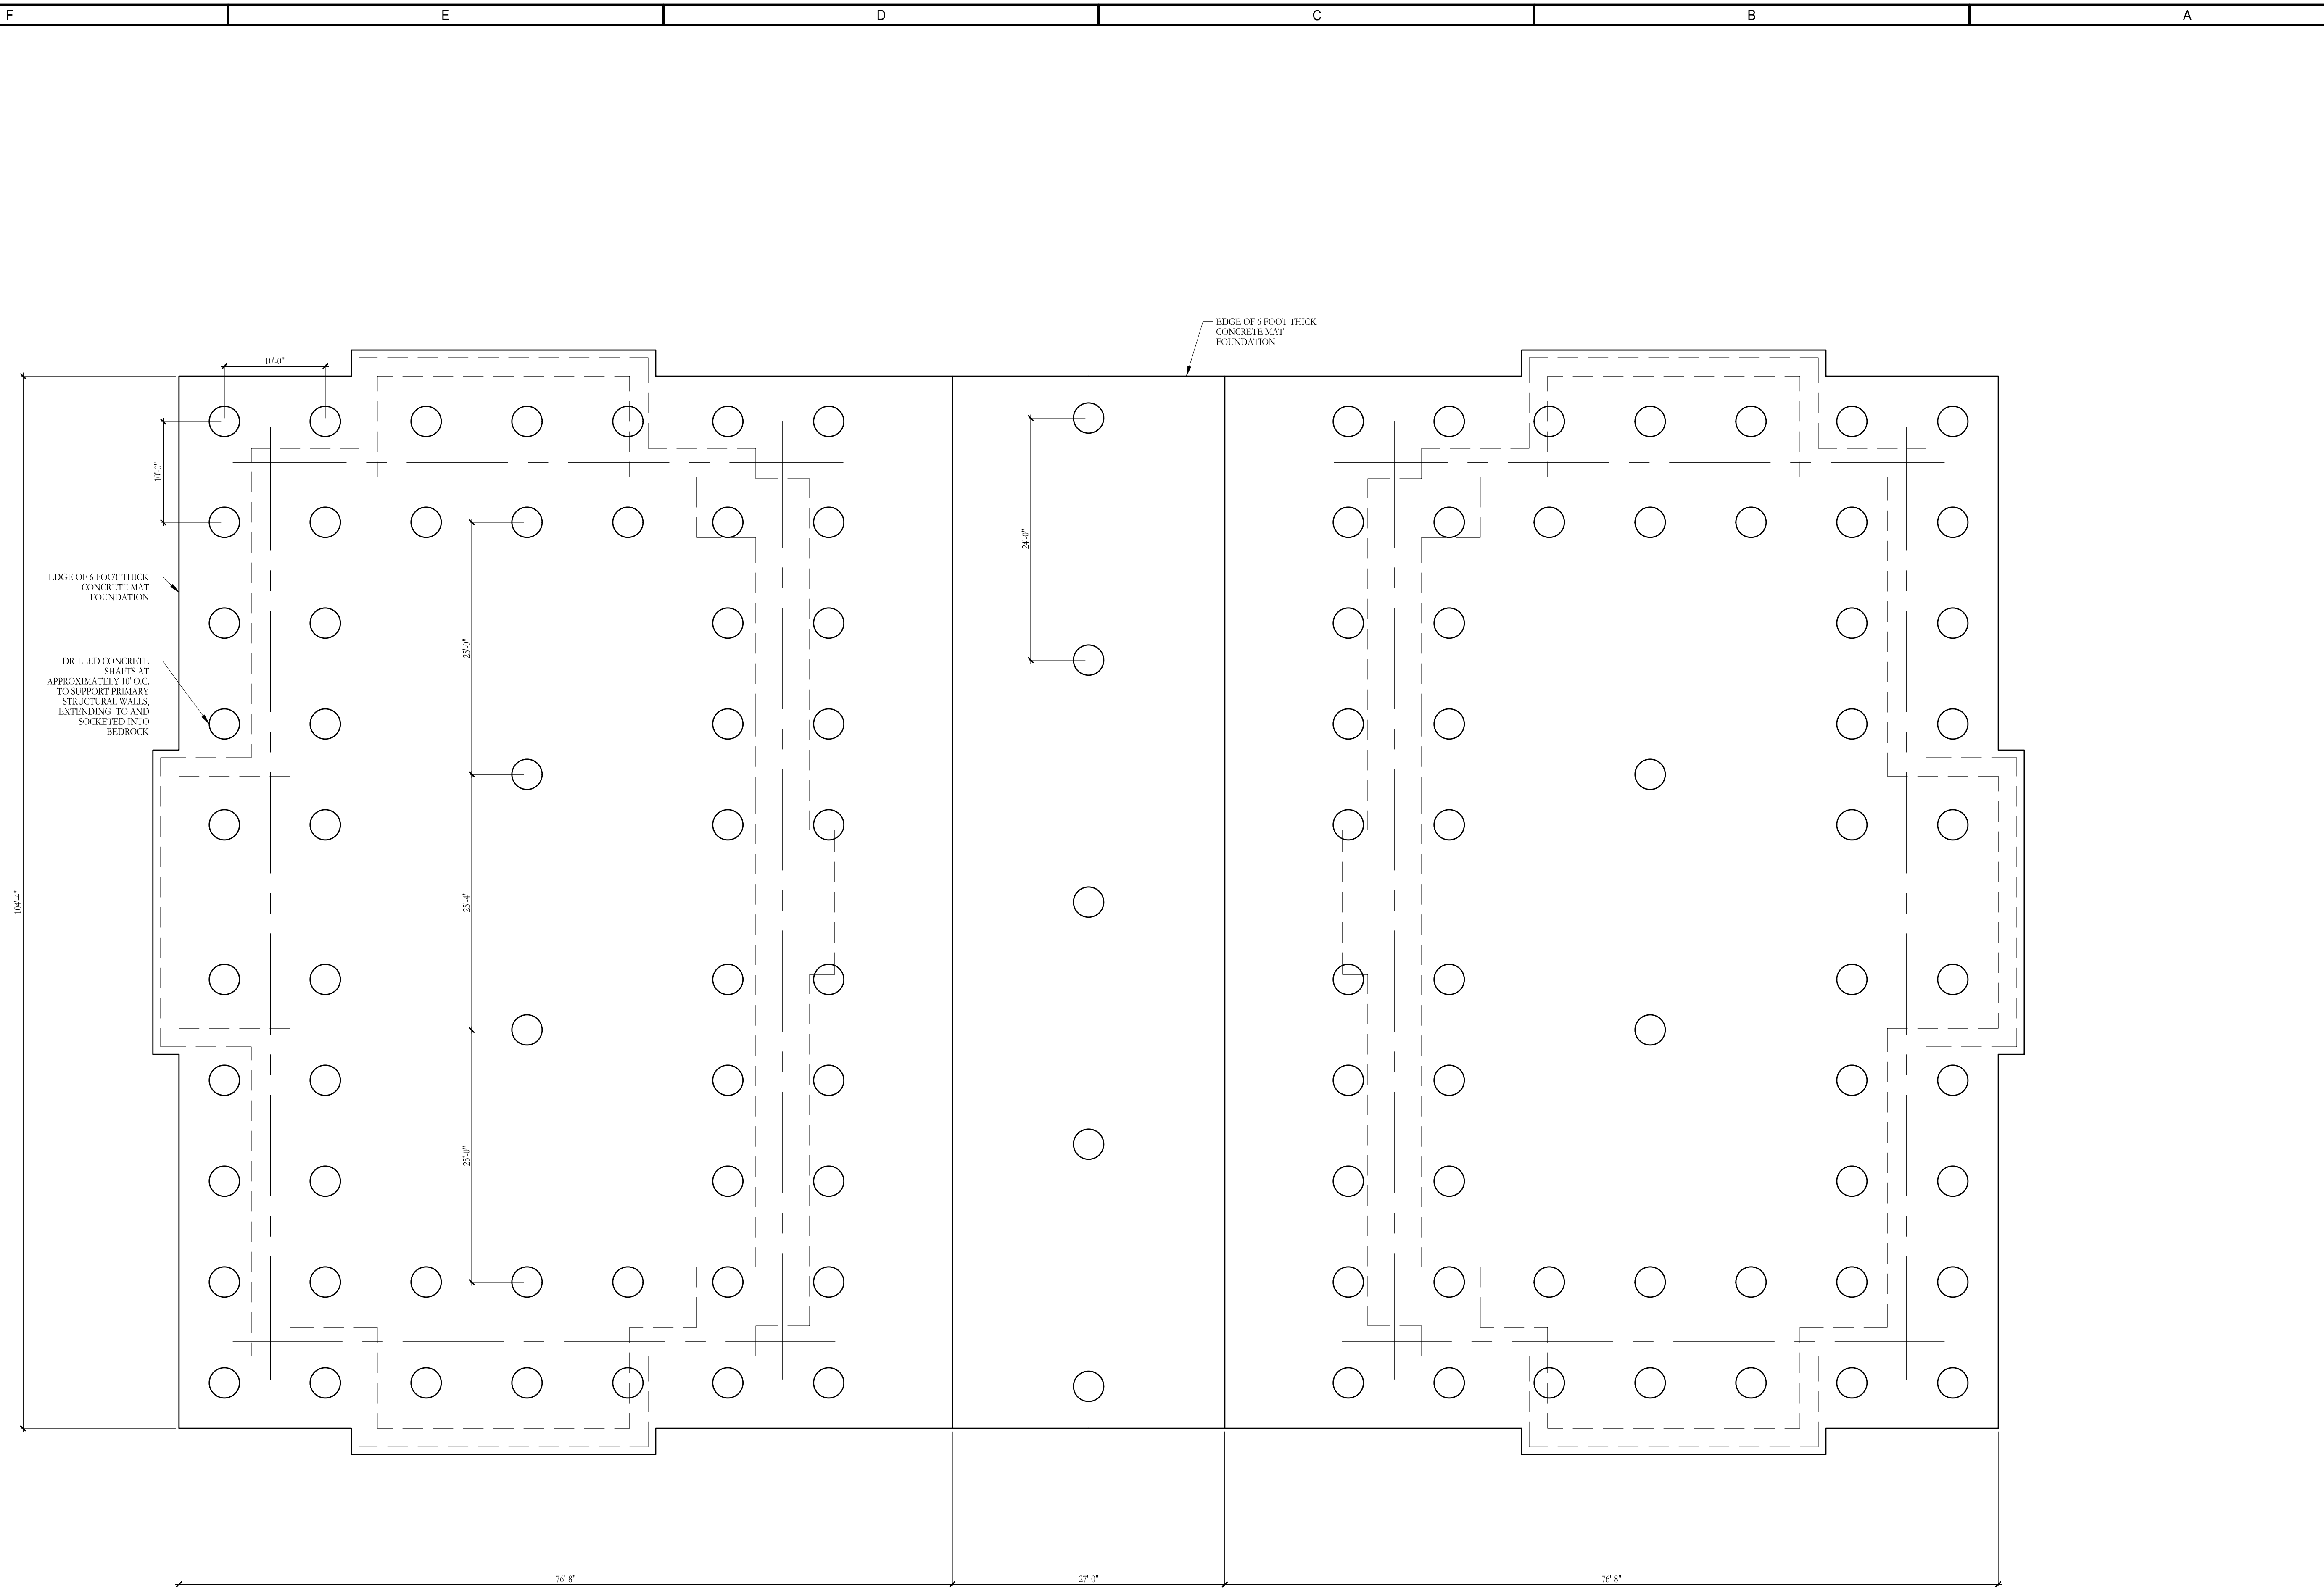 F E D C B A
EDGE OF 6 FOOT THICK
CONCRETE MAT
FOUNDATION
10'-0"
10'-0"
24'-0"
EDGE OF 6 FOOT THICK
CONCRETE MAT
FOUNDATION
25'-0"
DRILLED CONCRETE
SHAFTS AT
APPROXIMATELY 10' O.C.
TO SUPPORT PRIMARY
STRUCTURAL WALLS,
EXTENDING TO AND
SOCKETED INTO
BEDROCK
104'-4"
25'-4"
25'-0"
76'-8"
27'-0"
76'-8"